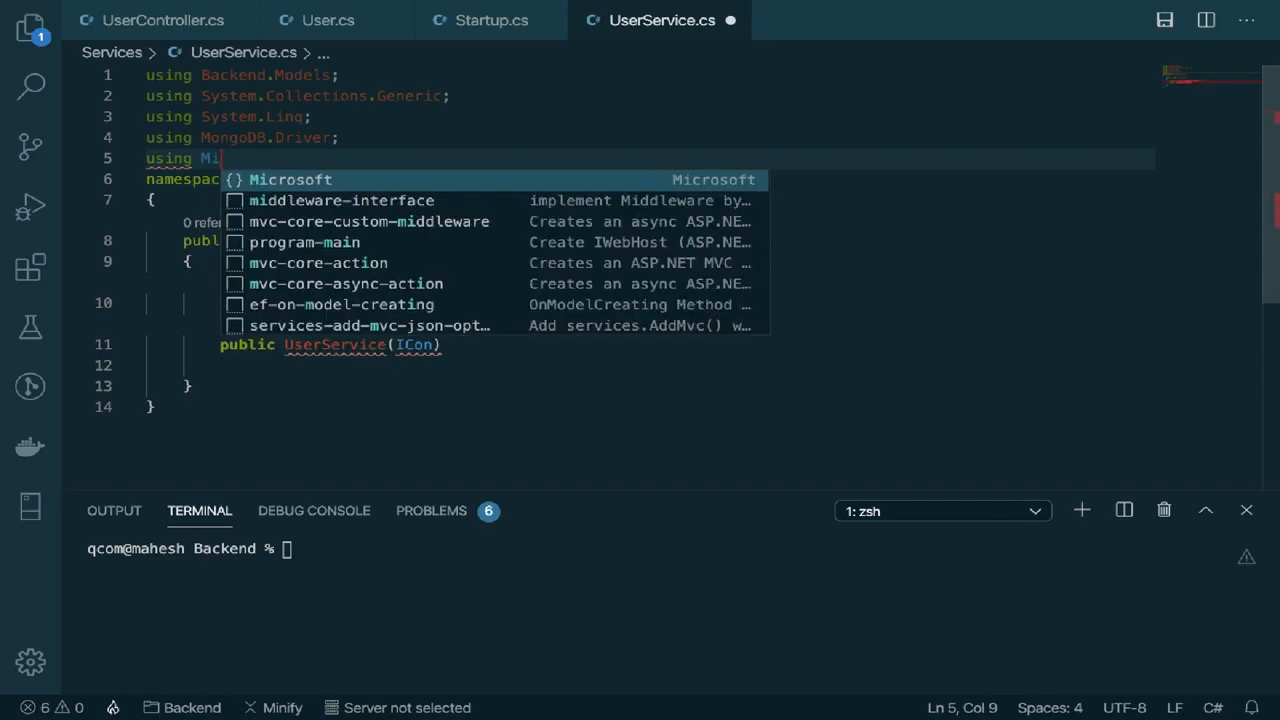 UserController.cs User.cs Startup.cs UserService.cs
1
Services > UserService.cs > ...
1 using Backend.Models;
2 using System.Collections.Generic;
3 using System.Linq;
4 using MongoDB.Driver;
5 using Mi
6 namespac
7 {
0 refer
8 publ
9 {
10
11 public UserService(ICon)
12
13 }
14 }
{} Microsoft Microsoft
middleware-interface implement Middleware by…
mvc-core-custom-middleware Creates an async ASP.NE…
program-main Create IWebHost (ASP.NE…
mvc-core-action Creates an ASP.NET MVC …
mvc-core-async-action Creates an async ASP.NE…
ef-on-model-creating OnModelCreating Method …
services-add-mvc-json-opt… Add services.AddMvc() w…
OUTPUT TERMINAL DEBUG CONSOLE PROBLEMS 6 1: zsh
qcom@mahesh Backend %
6 0 Backend Minify Server not selected Ln 5, Col 9 Spaces: 4 UTF-8 LF C#